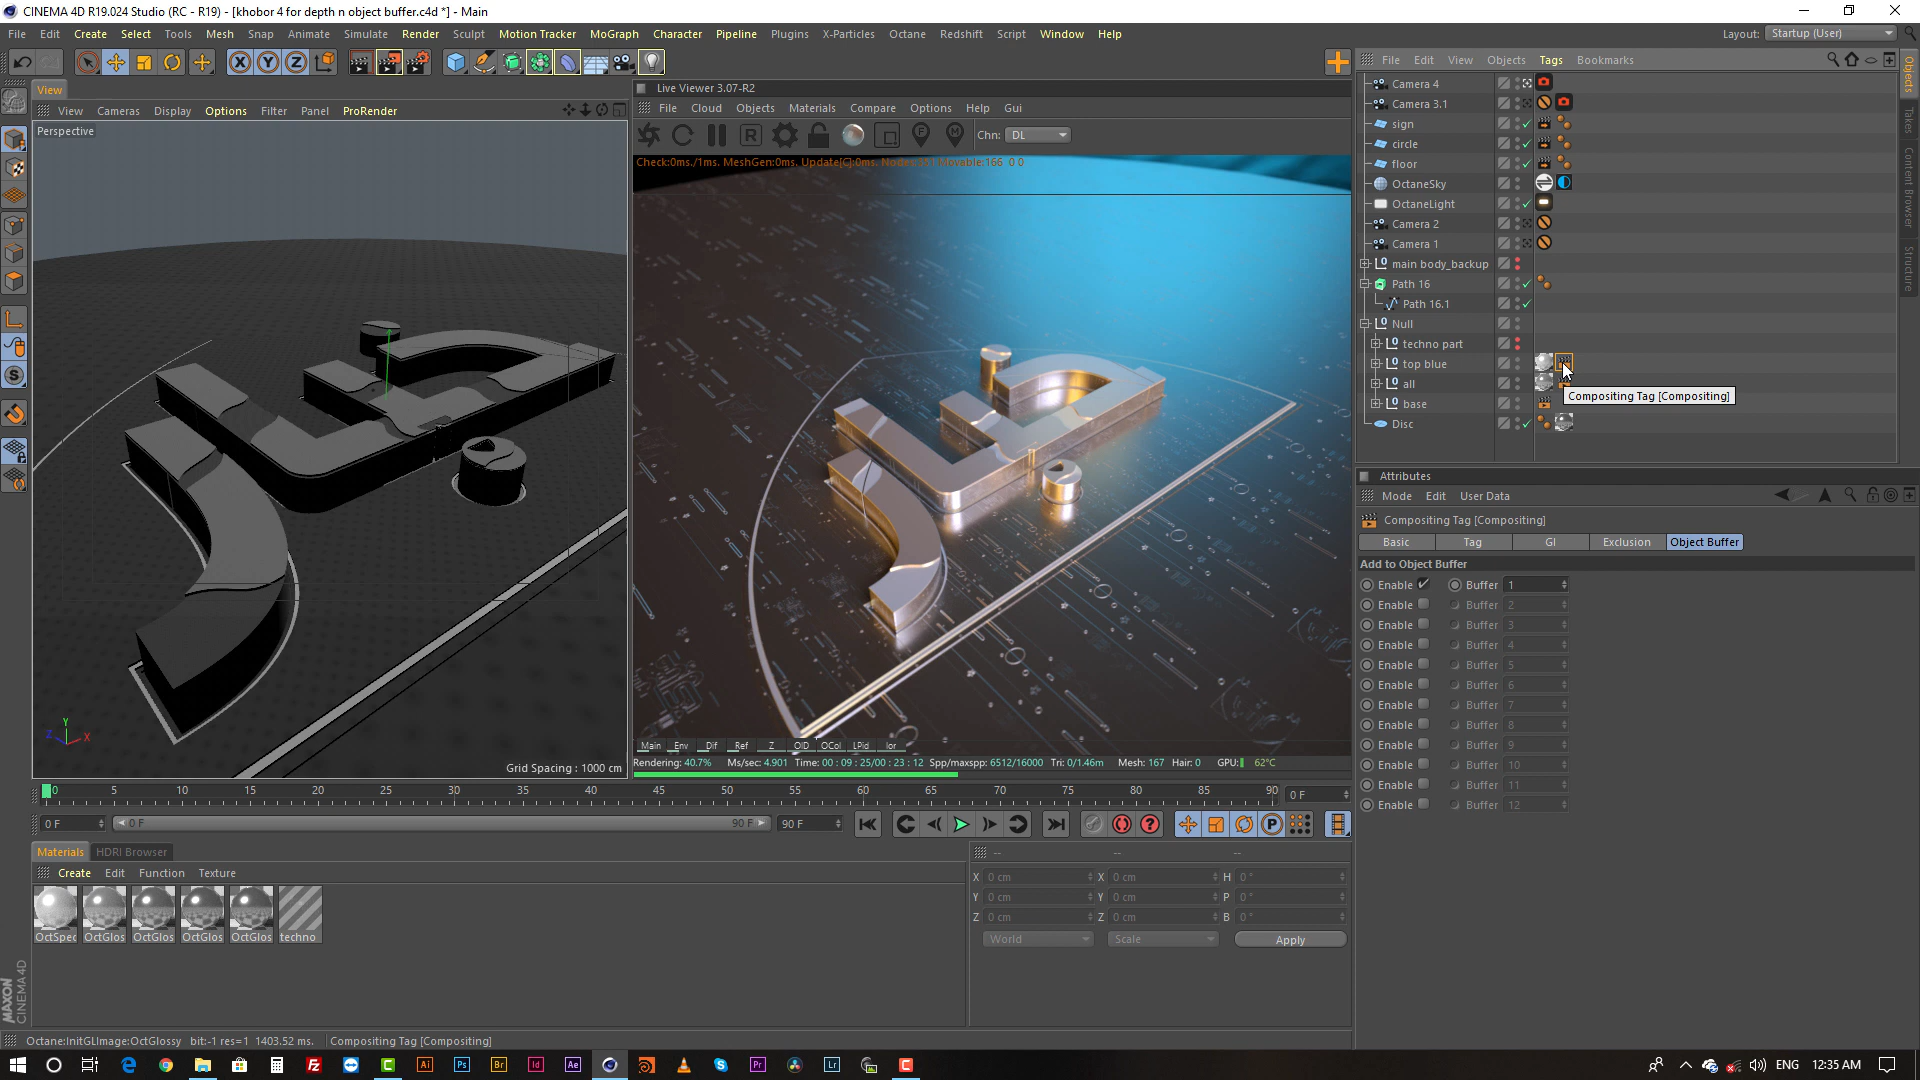 CINEMA 4D R19.024 Studio (RC - R19) - [khobor 4 for depth n object buffer.c4d *] - Main
File Edit Create Select Tools Mesh Snap Animate Simulate Render Sculpt Motion Tracker MoGraph Character Pipeline Plugins X-Particles Octane Redshift Script Window Help
Layout: Startup (User)
View
View Cameras Display Options Filter Panel ProRender
Perspective
Grid Spacing : 1000 cm
Live Viewer 3.07-R2
File Cloud Objects Materials Compare Options Help Gui
Chn: DL
Main Env Dif Ref Z OID OCol LPid Ior
Rendering: 40.7% Ms/sec: 4.901 Time: 00 : 09 : 25/00 : 23 : 12 Spp/maxspp: 6512/16000 Tri: 0/1.46m Mesh: 167 Hair: 0 GPU: 62°C
File Edit View Objects Tags Bookmarks
Camera 4
Camera 3.1
sign
circle
floor
OctaneSky
OctaneLight
Camera 2
Camera 1
main body_backup
Path 16
Path 16.1
Null
techno part
top blue
all
base
Disc
Compositing Tag [Compositing]
Objects
Takes
Content Browser
Structure
Attributes
Mode Edit User Data
Compositing Tag [Compositing]
Basic Tag GI Exclusion Object Buffer
Add to Object Buffer
Enable Buffer 1
Enable Buffer 2
Enable Buffer 3
Enable Buffer 4
Enable Buffer 5
Enable Buffer 6
Enable Buffer 7
Enable Buffer 8
Enable Buffer 9
Enable Buffer 10
Enable Buffer 11
Enable Buffer 12
0 5 10 15 20 25 30 35 40 45 50 55 60 65 70 75 80 85 90 0 F
0 F 0 F 90 F 90 F
Materials HDRI Browser
Create Edit Function Texture
OctSpec OctGlos OctGlos OctGlos OctGlos techno
X 0 cm X 0 cm H 0 °
Y 0 cm Y 0 cm P 0 °
Z 0 cm Z 0 cm B 0 °
World Scale Apply
MAXON CINEMA 4D
Octane:InitGLImage:OctGlossy bit:-1 res=1 1403.52 ms. Compositing Tag [Compositing]
ENG 12:35 AM